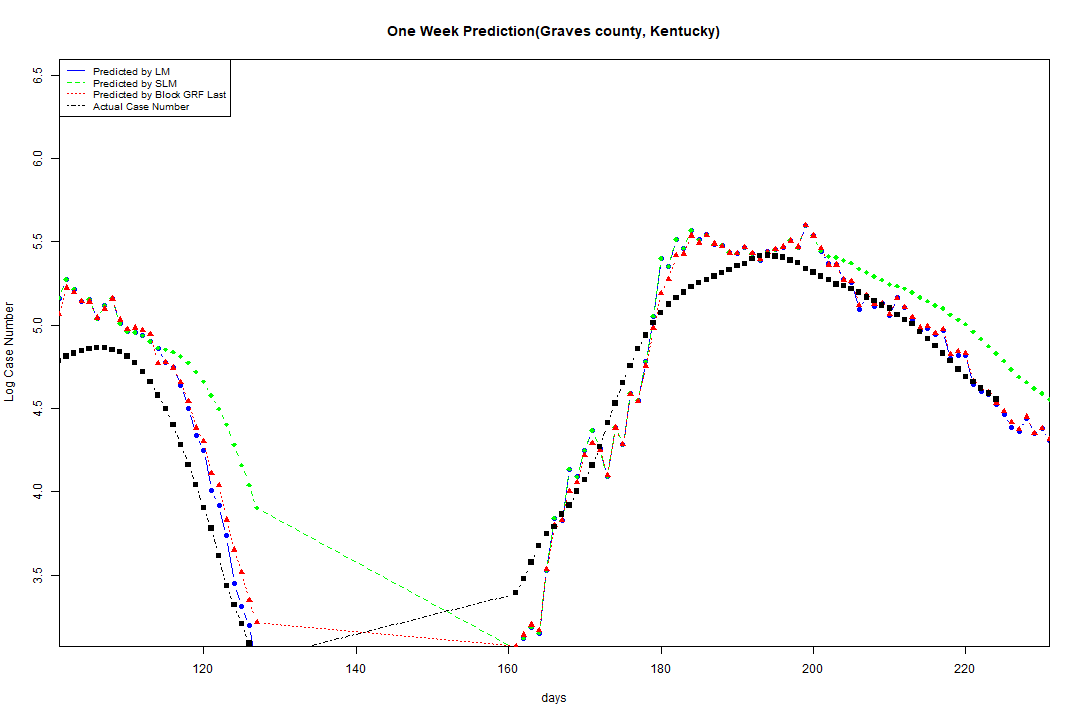 One Week Prediction(Graves county, Kentucky)
Predicted by LM
Predicted by SLM
Predicted by Block GRF Last
Actual Case Number
Log Case Number
6.5
6.0
5.5
5.0
4.5
4.0
3.5
120 140 160 180 200 220
days